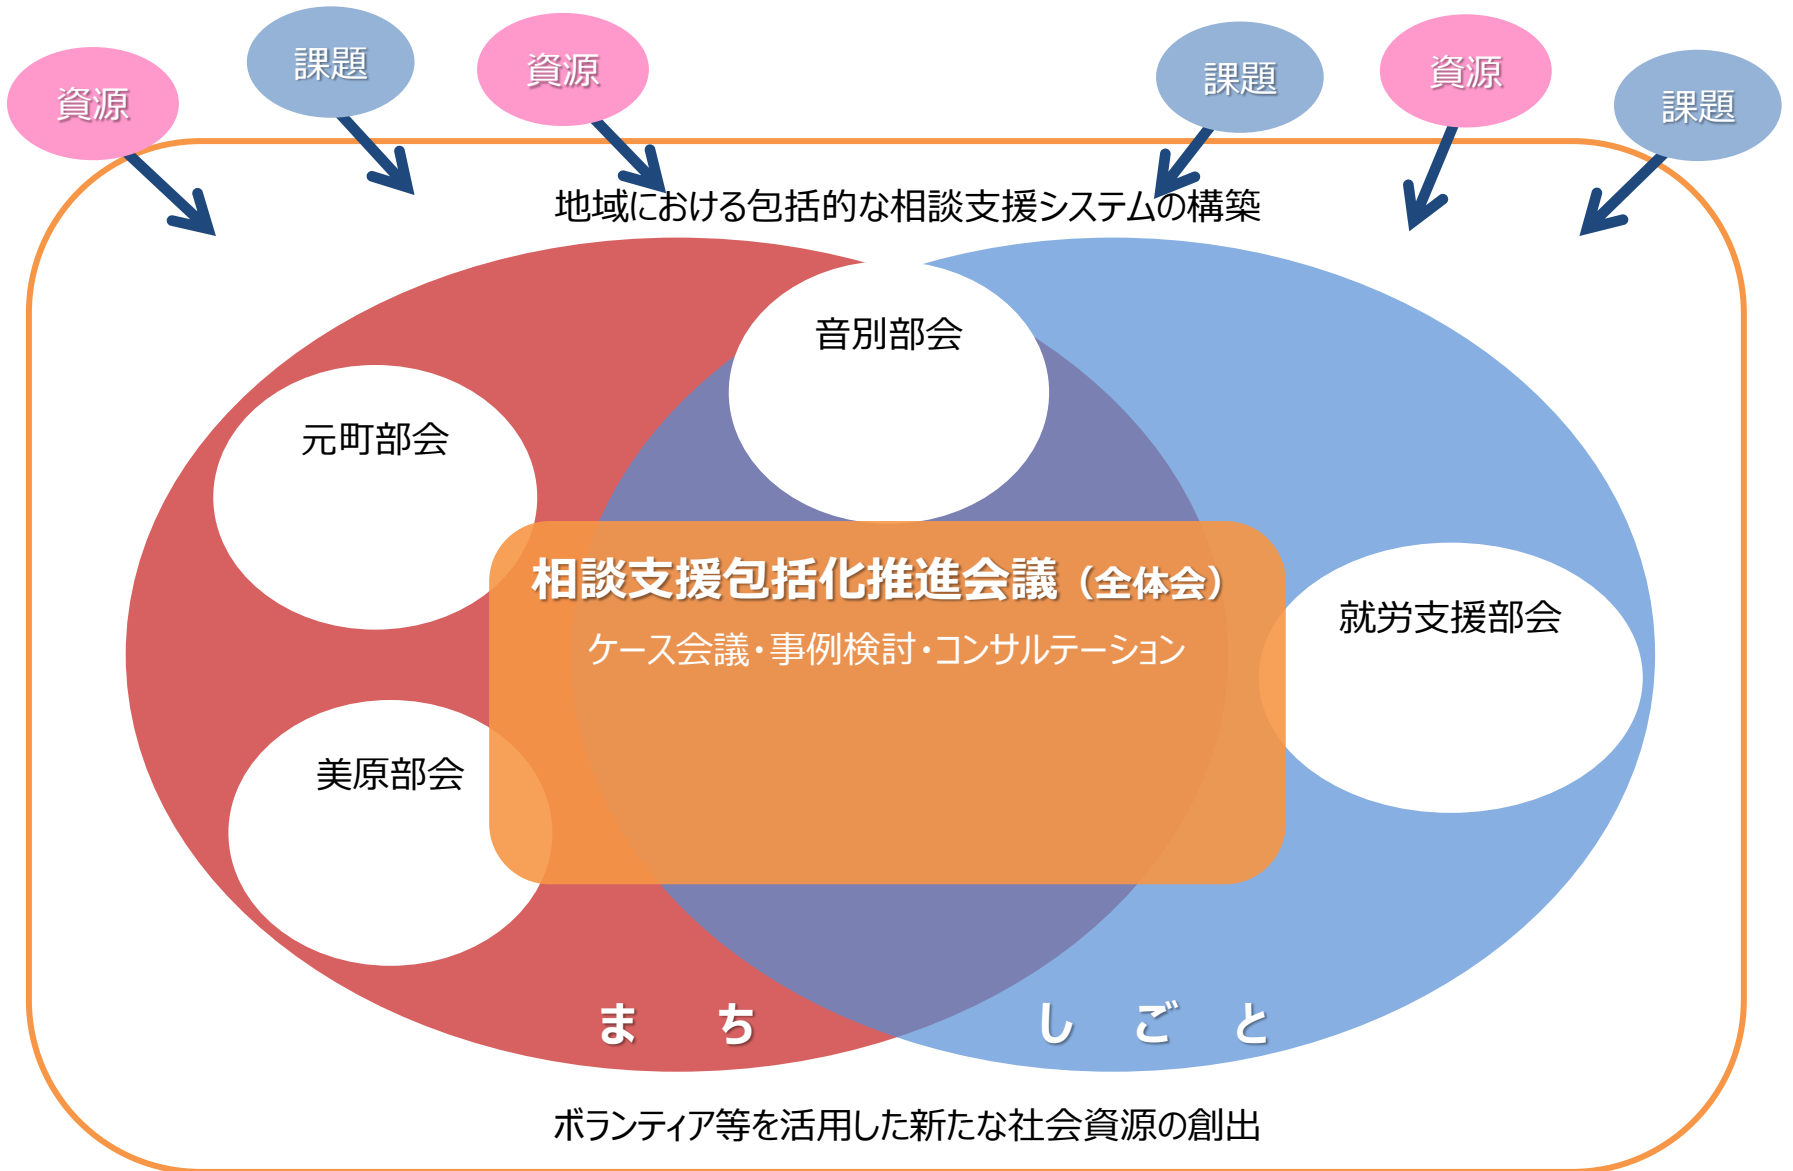 資源
課題
資源
課題
資源
課題
地域における包括的な相談支援システムの構築
音別部会
元町部会
相談支援包括化推進会議（全体会）
ケース会議・事例検討・コンサルテーション
就労支援部会
美原部会
まち
しごと
ボランティア等を活用した新たな社会資源の創出